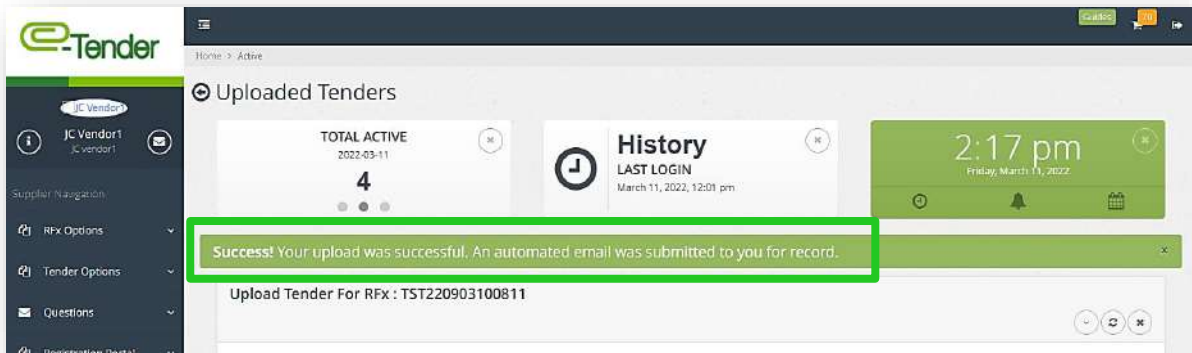 e-Tender
Guides
70
Home > Active
Uploaded Tenders
JC Vendor1
JC Vendor1
JC vendor1
TOTAL ACTIVE
2022-03-11
4
History
LAST LOGIN
March 11, 2022, 12:01 pm
2:17 pm
Friday, March 11, 2022
Supplier Navigation
RFx Options
Tender Options
Questions
Registration Portal
Success! Your upload was successful. An automated email was submitted to you for record.
Upload Tender For RFx : TST220903100811